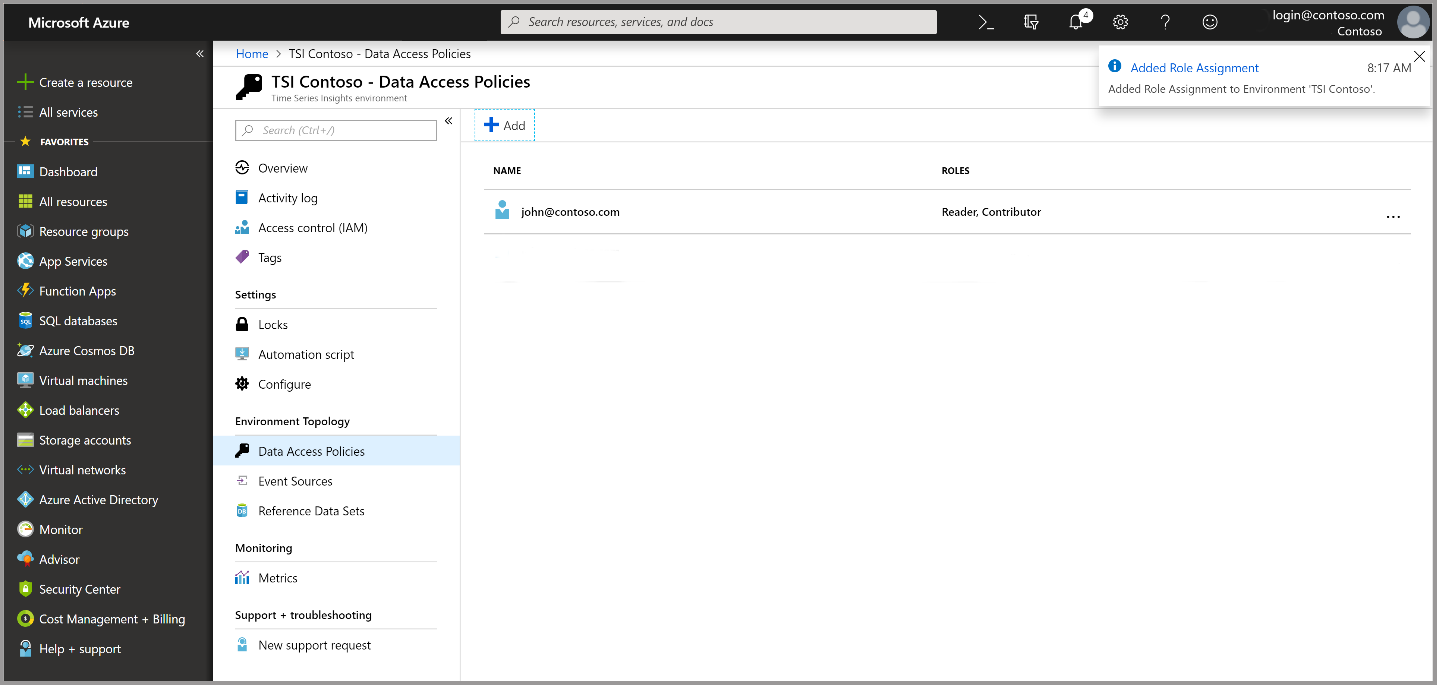 Microsoft Azure
Search resources, services, and docs
4
login@contoso.com
Contoso
Home > TSI Contoso - Data Access Policies
TSI Contoso - Data Access Policies
Time Series Insights environment
Added Role Assignment 8:17 AM
Added Role Assignment to Environment 'TSI Contoso'.
Create a resource
All services
FAVORITES
Dashboard
All resources
Resource groups
App Services
Function Apps
SQL databases
Azure Cosmos DB
Virtual machines
Load balancers
Storage accounts
Virtual networks
Azure Active Directory
Monitor
Advisor
Security Center
Cost Management + Billing
Help + support
Search (Ctrl+/)
Overview
Activity log
Access control (IAM)
Tags
Settings
Locks
Automation script
Configure
Environment Topology
Data Access Policies
Event Sources
Reference Data Sets
Monitoring
Metrics
Support + troubleshooting
New support request
Add
NAME ROLES
john@contoso.com Reader, Contributor ...